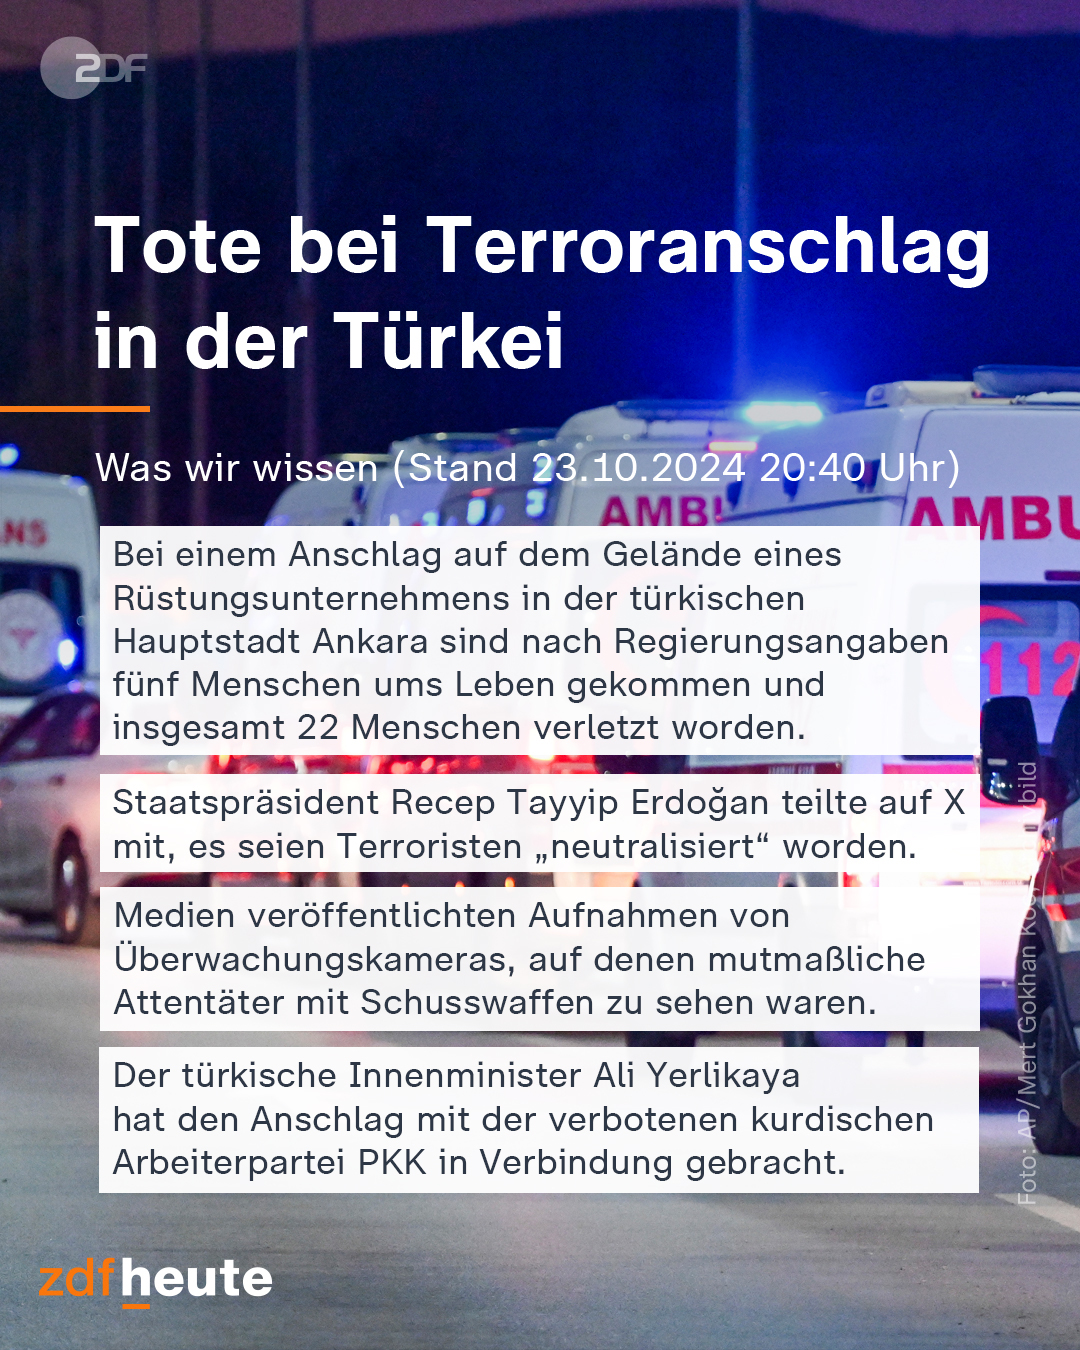 ZDF
Tote bei Terroranschlag
in der Türkei
Was wir wissen (Stand 23.10.2024 20:40 Uhr)
ANS
AMBU
AMBU
112
Bei einem Anschlag auf dem Gelände eines
Rüstungsunternehmens in der türkischen
Hauptstadt Ankara sind nach Regierungsangaben
fünf Menschen ums Leben gekommen und
insgesamt 22 Menschen verletzt worden.
Staatspräsident Recep Tayyip Erdoğan teilte auf X
mit, es seien Terroristen „neutralisiert“ worden.
Medien veröffentlichten Aufnahmen von
Überwachungskameras, auf denen mutmaßliche
Attentäter mit Schusswaffen zu sehen waren.
Der türkische Innenminister Ali Yerlikaya
hat den Anschlag mit der verbotenen kurdischen
Arbeiterpartei PKK in Verbindung gebracht.
Foto: AP/Mert Gokhan
zdfheute